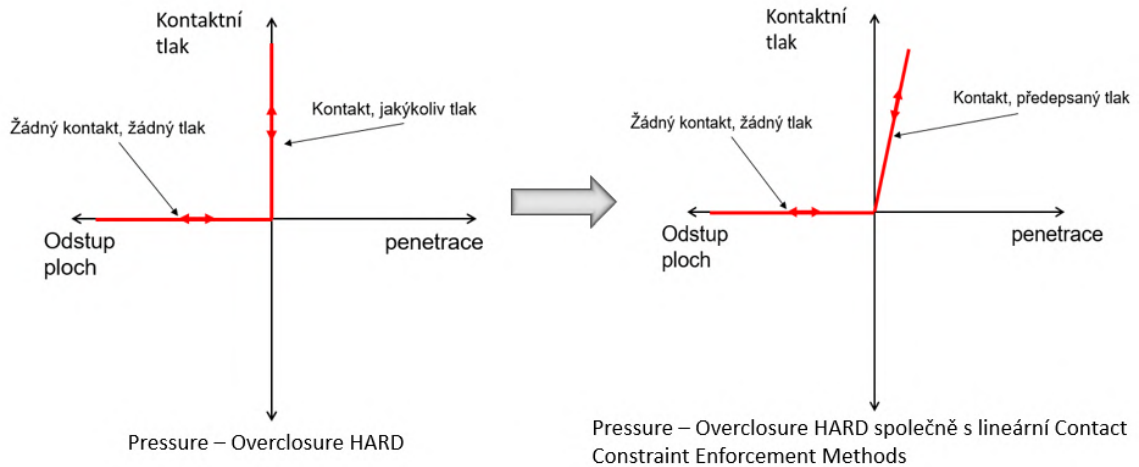 Kontaktní
tlak
Kontakt, jakýkoliv tlak
Žádný kontakt, žádný tlak
Odstup
ploch
penetrace
Pressure – Overclosure HARD
Kontaktní
tlak
Kontakt, předepsaný tlak
Žádný kontakt, žádný tlak
Odstup
ploch
penetrace
Pressure – Overclosure HARD společně s lineární Contact
Constraint Enforcement Methods